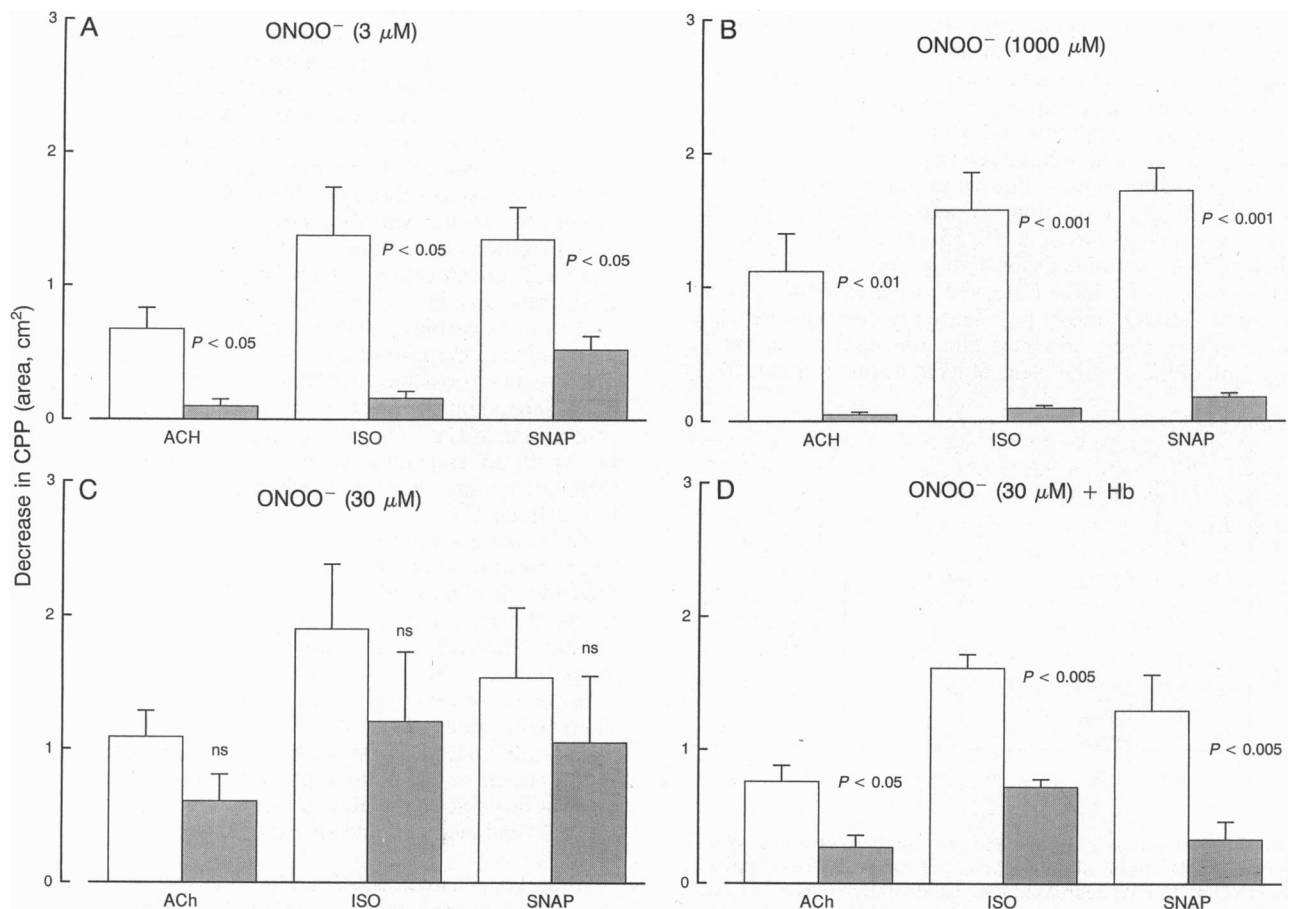 A
ONOO⁻ (3 μM)
3
2
1
0
P < 0.05
P < 0.05
P < 0.05
ACH ISO SNAP
B
ONOO⁻ (1000 μM)
3
2
1
0
P < 0.01
P < 0.001
P < 0.001
ACH ISO SNAP
Decrease in CPP (area, cm²)
C
ONOO⁻ (30 μM)
3
2
1
0
ns
ns
ns
ACh ISO SNAP
D
ONOO⁻ (30 μM) + Hb
3
2
1
0
P < 0.05
P < 0.005
P < 0.005
ACh ISO SNAP